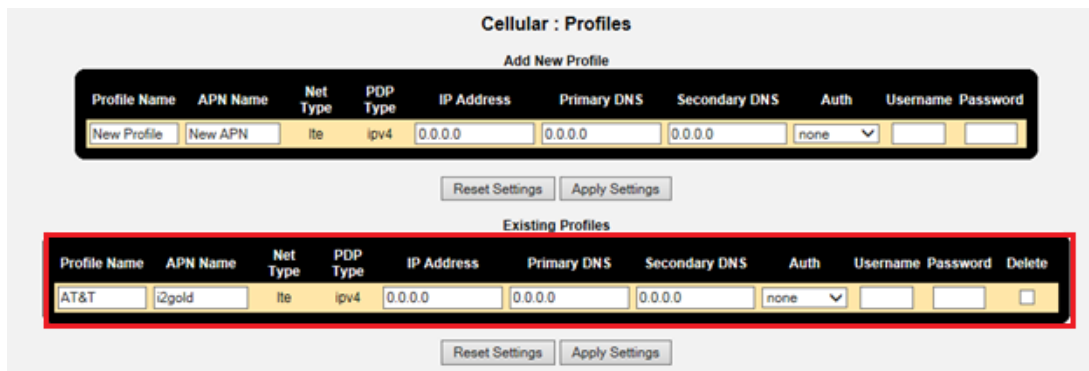 Cellular : Profiles
Add New Profile
Profile Name APN Name Net Type PDP Type IP Address Primary DNS Secondary DNS Auth Username Password
New Profile New APN lte ipv4 0.0.0.0 0.0.0.0 0.0.0.0 none
Reset Settings Apply Settings
Existing Profiles
Profile Name APN Name Net Type PDP Type IP Address Primary DNS Secondary DNS Auth Username Password Delete
AT&T i2gold lte ipv4 0.0.0.0 0.0.0.0 0.0.0.0 none
Reset Settings Apply Settings